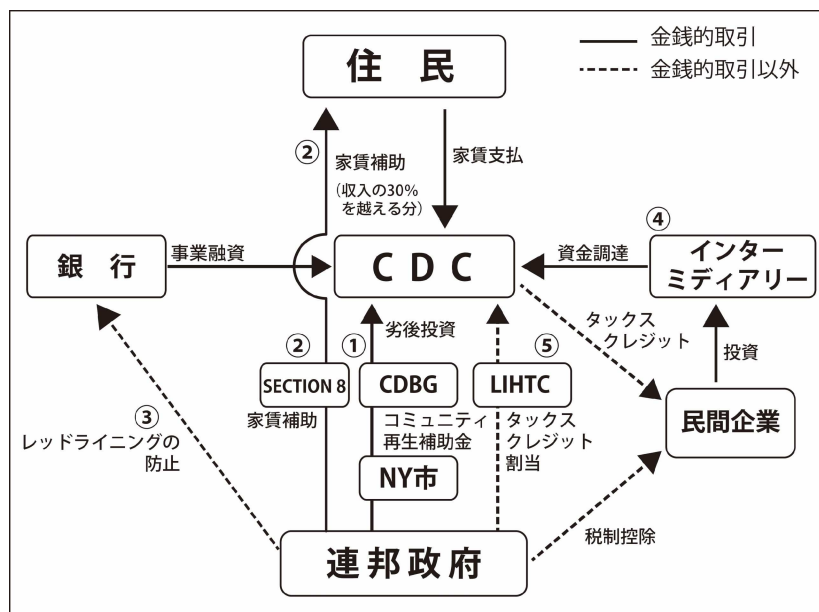 金銭的取引
金銭的取引以外
住　民
②
家賃補助
（収入の30％
を越える分）
家賃支払
④
銀　行
事業融資
ＣＤＣ
資金調達
インター
ミディアリー
タックス
クレジット
投資
②
①
劣後投資
⑤
SECTION 8
CDBG
LIHTC
民間企業
③
レッドライニングの
防止
家賃補助
コミュニティ
再生補助金
タックス
クレジット
割当
NY市
税制控除
連邦政府